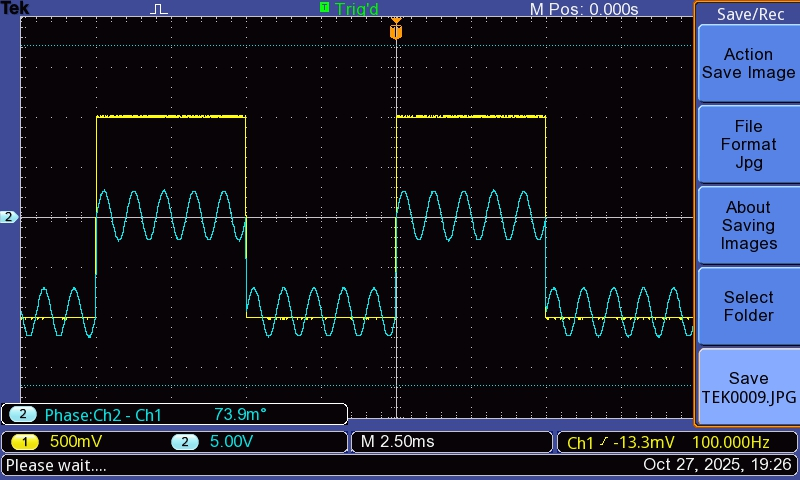 Tek
T Trig'd
M Pos: 0.000s
Save/Rec
T
Action
Save Image
File
Format
Jpg
2
About
Saving
Images
Select
Folder
2 Phase:Ch2 - Ch1 73.9m°
Save
TEK0009.JPG
1 500mV 2 5.00V M 2.50ms Ch1 / -13.3mV 100.000Hz
Please wait.... Oct 27, 2025, 19:26